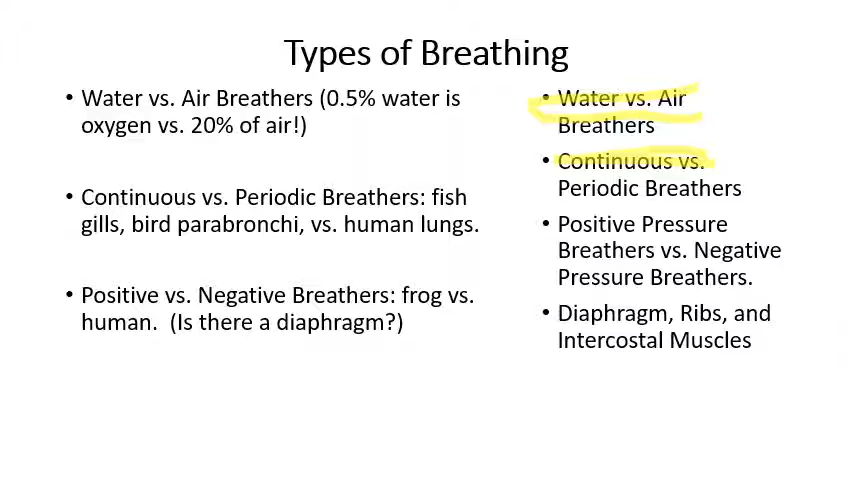 Types of Breathing
• Water vs. Air Breathers (0.5% water is
oxygen vs. 20% of air!)
• Continuous vs. Periodic Breathers: fish
gills, bird parabronchi, vs. human lungs.
• Positive vs. Negative Breathers: frog vs.
human.  (Is there a diaphragm?)
• Water vs. Air
Breathers
• Continuous vs.
Periodic Breathers
• Positive Pressure
Breathers vs. Negative
Pressure Breathers.
• Diaphragm, Ribs, and
Intercostal Muscles